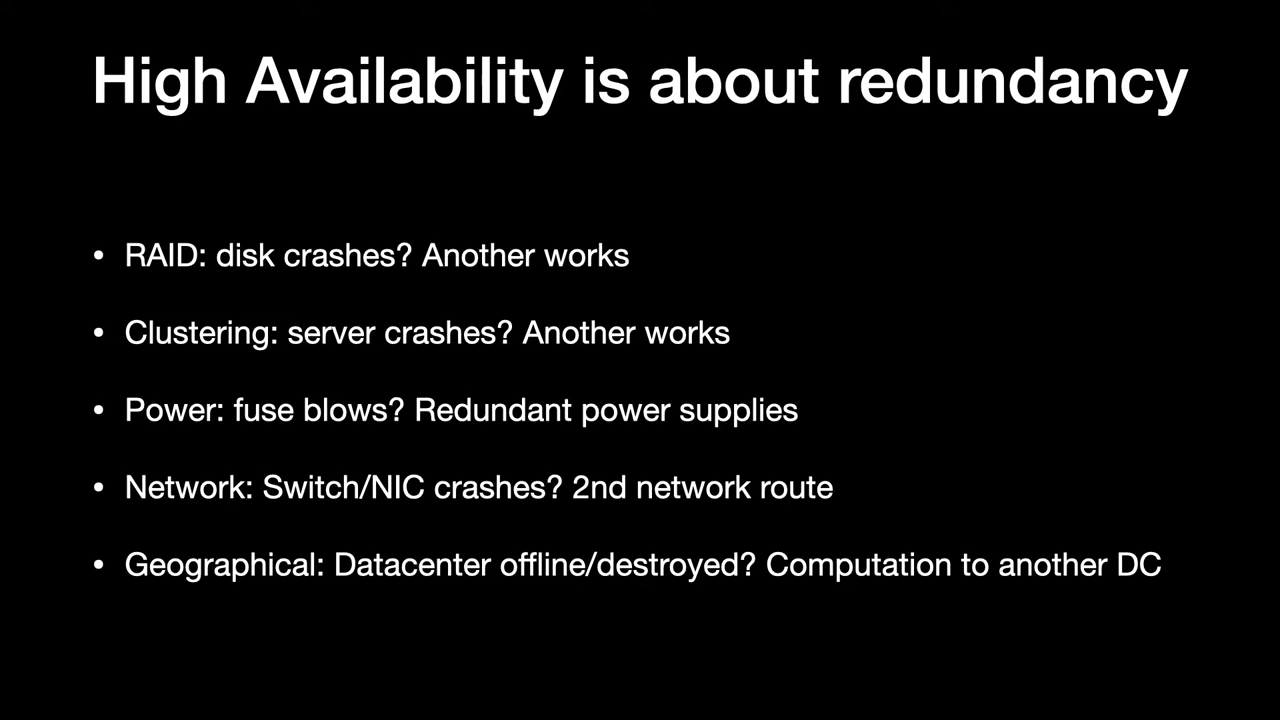 High Availability is about redundancy
• RAID: disk crashes? Another works
• Clustering: server crashes? Another works
• Power: fuse blows? Redundant power supplies
• Network: Switch/NIC crashes? 2nd network route
• Geographical: Datacenter offline/destroyed? Computation to another DC